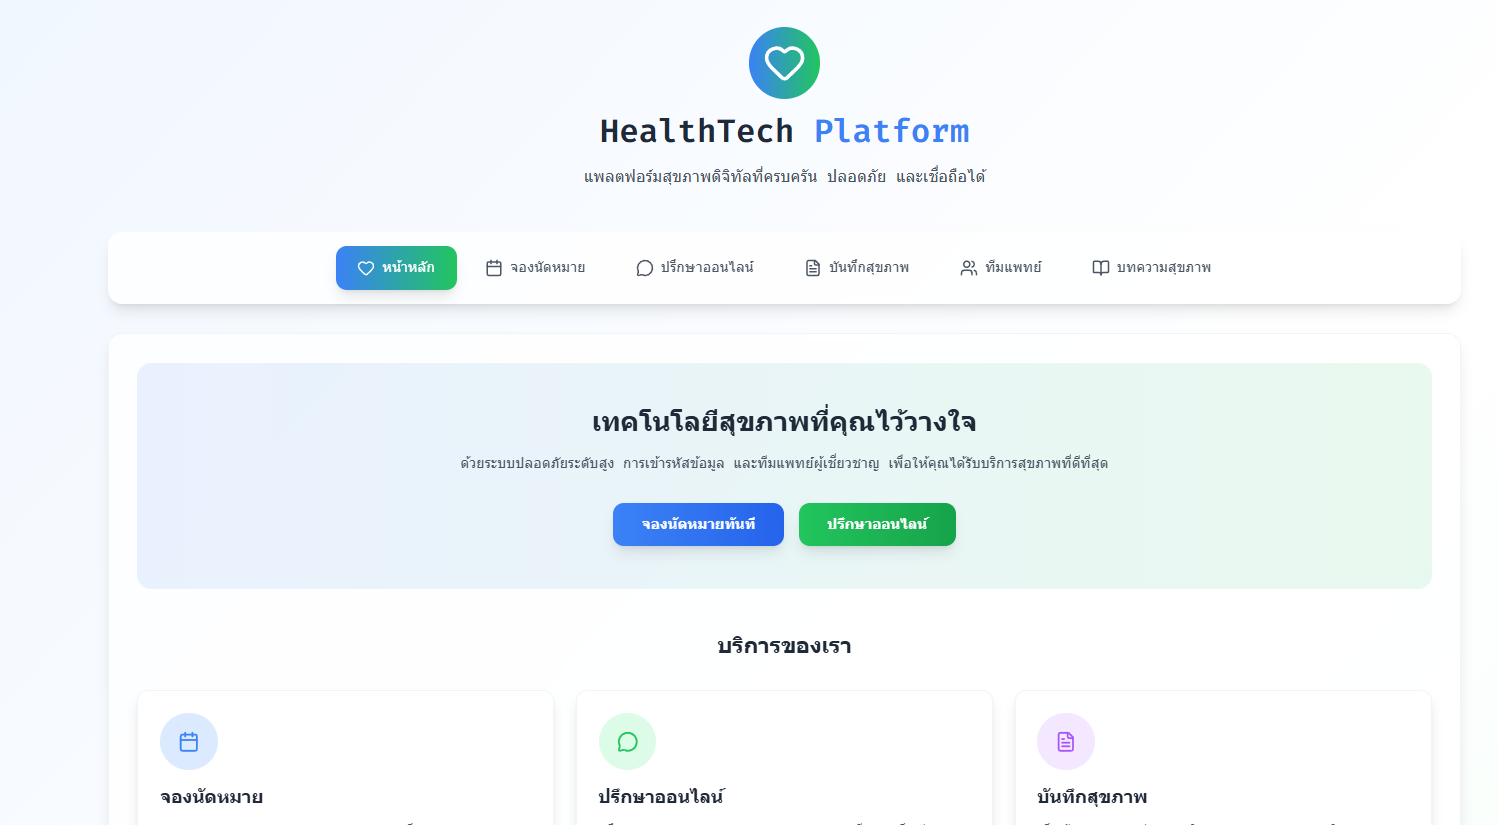 HealthTech Platform
แพลตฟอร์มสุขภาพดิจิทัลที่ครบครัน ปลอดภัย และเชื่อถือได้
หน้าหลัก จองนัดหมาย ปรึกษาออนไลน์ บันทึกสุขภาพ ทีมแพทย์ บทความสุขภาพ
เทคโนโลยีสุขภาพที่คุณไว้วางใจ
ด้วยระบบปลอดภัยระดับสูง การเข้ารหัสข้อมูล และทีมแพทย์ผู้เชี่ยวชาญ เพื่อให้คุณได้รับบริการสุขภาพที่ดีที่สุด
จองนัดหมายทันที ปรึกษาออนไลน์
บริการของเรา
จองนัดหมาย ปรึกษาออนไลน์ บันทึกสุขภาพ